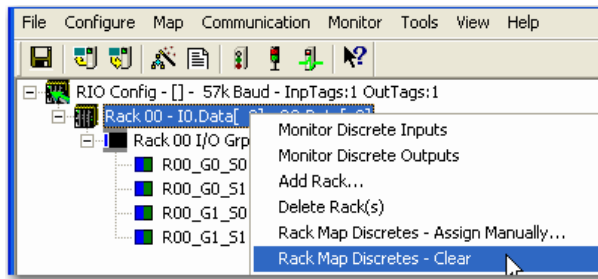 File Configure Map Communication Monitor Tools View Help
RIO Config - [] - 57k Baud - InpTags:1 OutTags:1
Rack 00 - I0.Data[
Rack 00 I/O Grp
R00_G0_S0
R00_G0_S1
R00_G1_S0
R00_G1_S1
Monitor Discrete Inputs
Monitor Discrete Outputs
Add Rack...
Delete Rack(s)
Rack Map Discretes - Assign Manually...
Rack Map Discretes - Clear